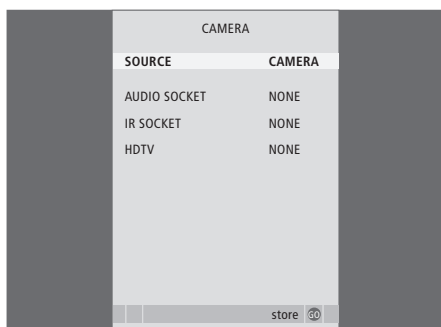 CAMERA
SOURCE CAMERA
AUDIO SOCKET NONE
IR SOCKET NONE
HDTV NONE
store GO